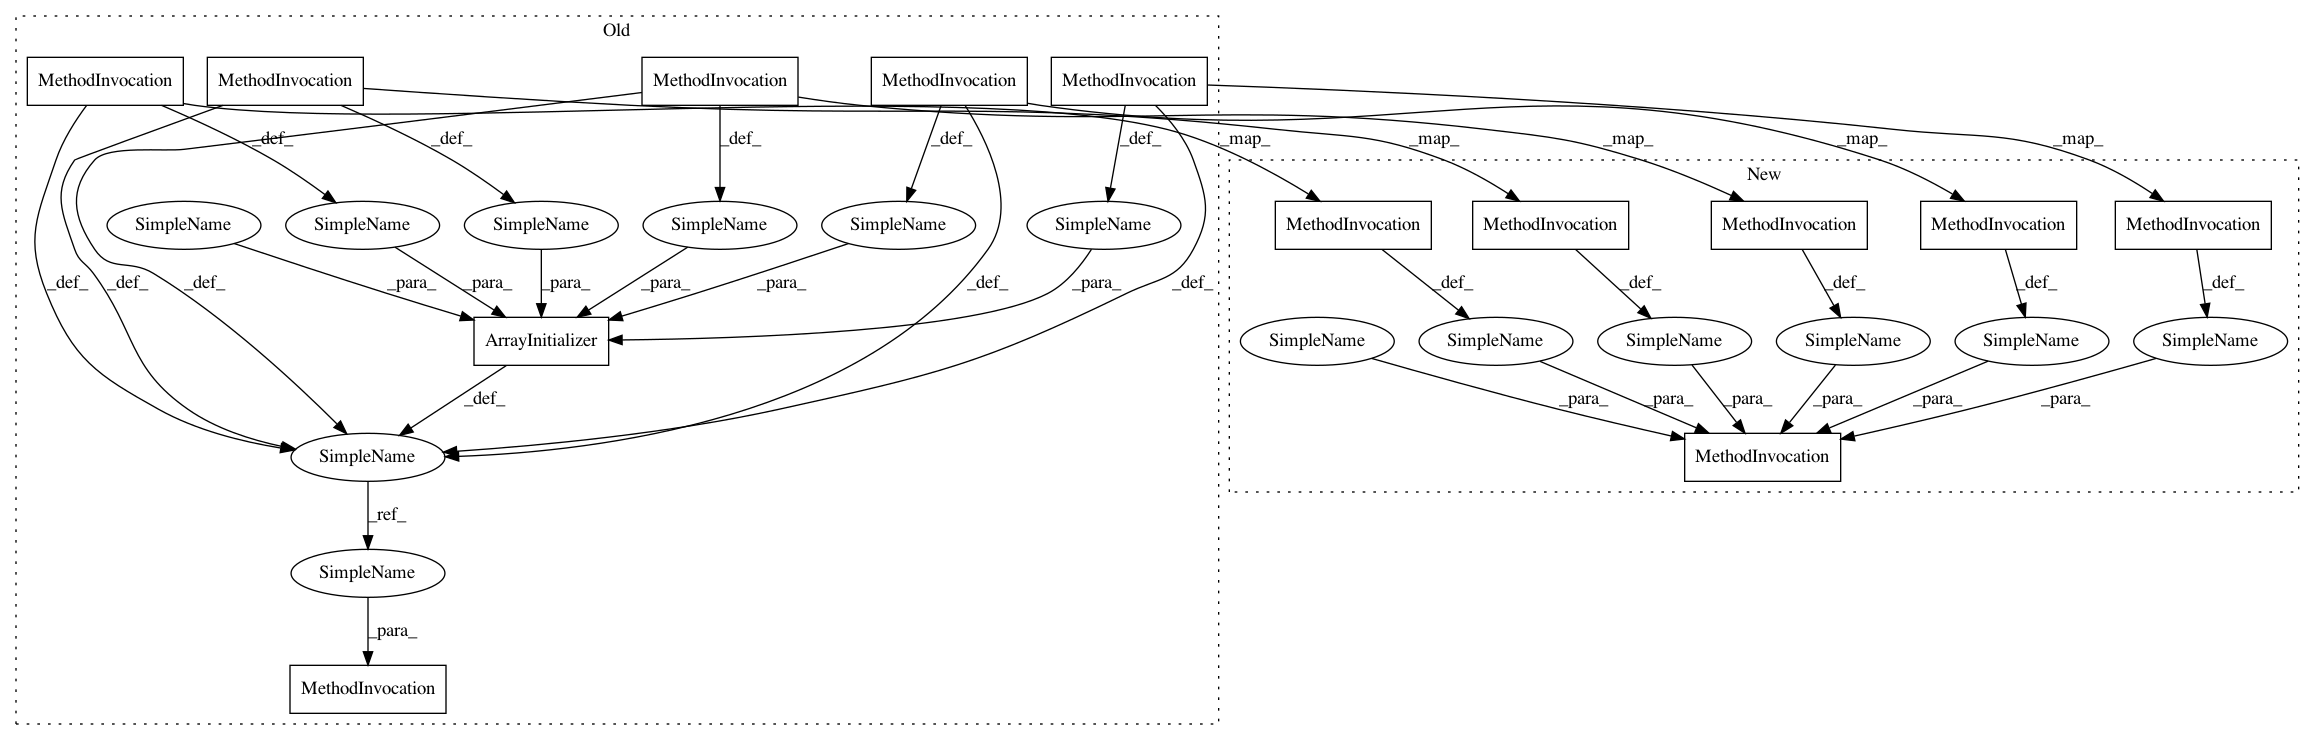 Old
MethodInvocation MethodInvocation MethodInvocation MethodInvocation MethodInvocation
_def_ _def_ _def_ _def_ _def_ _map_ _map_ _map_ _map_ _map_
New
SimpleName SimpleName SimpleName SimpleName SimpleName SimpleName MethodInvocation MethodInvocation MethodInvocation MethodInvocation MethodInvocation
_def_ _def_ _def_ _para_ _para_ _para_ _para_ _para_ _def_ _para_ _def_ _def_ _def_ _def_ _def_ _def_
ArrayInitializer SimpleName SimpleName SimpleName SimpleName SimpleName SimpleName
_def_ _para_ _para_ _para_ _para_ _para_ _para_
SimpleName MethodInvocation
_ref_
SimpleName
_para_
MethodInvocation